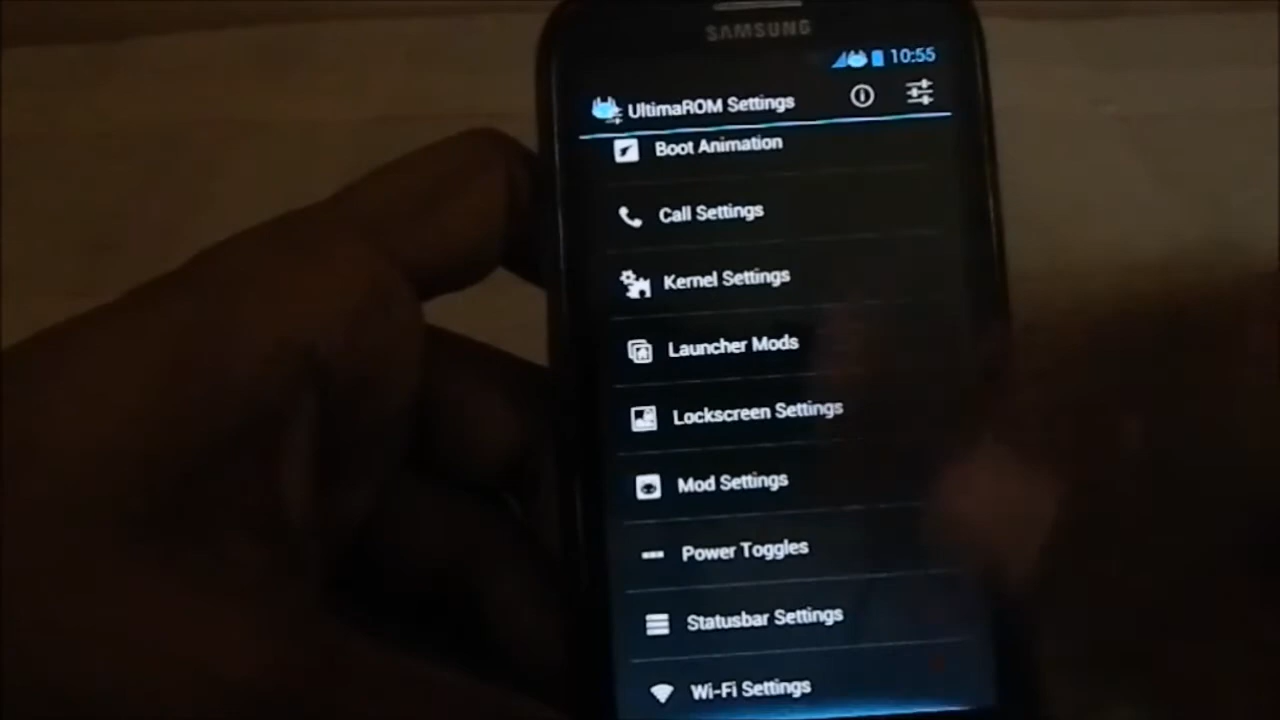 SAMSUNG
10:55
UltimaROM Settings
Boot Animation
Call Settings
Kernel Settings
Launcher Mods
Lockscreen Settings
Mod Settings
Power Toggles
Statusbar Settings
Wi-Fi Settings